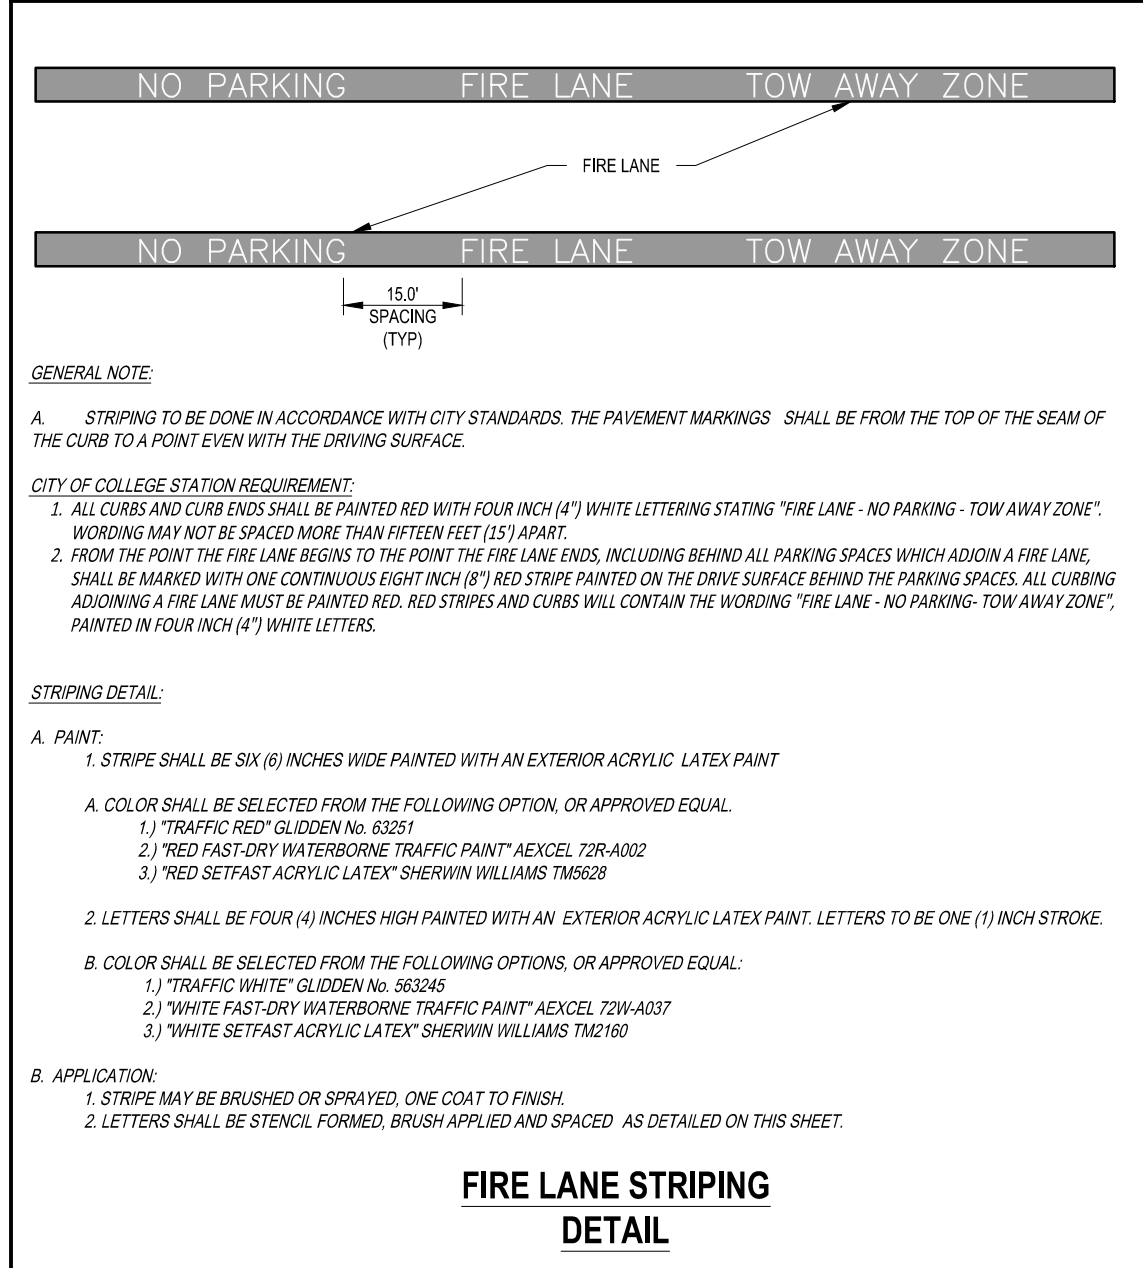 NO PARKING FIRE LANE TOW AWAY ZONE
FIRE LANE
NO PARKING FIRE LANE TOW AWAY ZONE
15.0'
SPACING
(TYP)
GENERAL NOTE:
A. STRIPING TO BE DONE IN ACCORDANCE WITH CITY STANDARDS. THE PAVEMENT MARKINGS SHALL BE FROM THE TOP OF THE SEAM OF
THE CURB TO A POINT EVEN WITH THE DRIVING SURFACE.
CITY OF COLLEGE STATION REQUIREMENT:
1. ALL CURBS AND CURB ENDS SHALL BE PAINTED RED WITH FOUR INCH (4") WHITE LETTERING STATING "FIRE LANE - NO PARKING - TOW AWAY ZONE".
WORDING MAY NOT BE SPACED MORE THAN FIFTEEN FEET (15') APART.
2. FROM THE POINT THE FIRE LANE BEGINS TO THE POINT THE FIRE LANE ENDS, INCLUDING BEHIND ALL PARKING SPACES WHICH ADJOIN A FIRE LANE,
SHALL BE MARKED WITH ONE CONTINUOUS EIGHT INCH (8") RED STRIPE PAINTED ON THE DRIVE SURFACE BEHIND THE PARKING SPACES. ALL CURBING
ADJOINING A FIRE LANE MUST BE PAINTED RED. RED STRIPES AND CURBS WILL CONTAIN THE WORDING "FIRE LANE - NO PARKING- TOW AWAY ZONE",
PAINTED IN FOUR INCH (4") WHITE LETTERS.
STRIPING DETAIL:
A. PAINT:
1. STRIPE SHALL BE SIX (6) INCHES WIDE PAINTED WITH AN EXTERIOR ACRYLIC LATEX PAINT
A. COLOR SHALL BE SELECTED FROM THE FOLLOWING OPTION, OR APPROVED EQUAL.
1.) "TRAFFIC RED" GLIDDEN No. 63251
2.) "RED FAST-DRY WATERBORNE TRAFFIC PAINT" AEXCEL 72R-A002
3.) "RED SETFAST ACRYLIC LATEX" SHERWIN WILLIAMS TM5628
2. LETTERS SHALL BE FOUR (4) INCHES HIGH PAINTED WITH AN EXTERIOR ACRYLIC LATEX PAINT. LETTERS TO BE ONE (1) INCH STROKE.
B. COLOR SHALL BE SELECTED FROM THE FOLLOWING OPTIONS, OR APPROVED EQUAL:
1.) "TRAFFIC WHITE" GLIDDEN No. 563245
2.) "WHITE FAST-DRY WATERBORNE TRAFFIC PAINT" AEXCEL 72W-A037
3.) "WHITE SETFAST ACRYLIC LATEX" SHERWIN WILLIAMS TM2160
B. APPLICATION:
1. STRIPE MAY BE BRUSHED OR SPRAYED, ONE COAT TO FINISH.
2. LETTERS SHALL BE STENCIL FORMED, BRUSH APPLIED AND SPACED AS DETAILED ON THIS SHEET.
FIRE LANE STRIPING
DETAIL